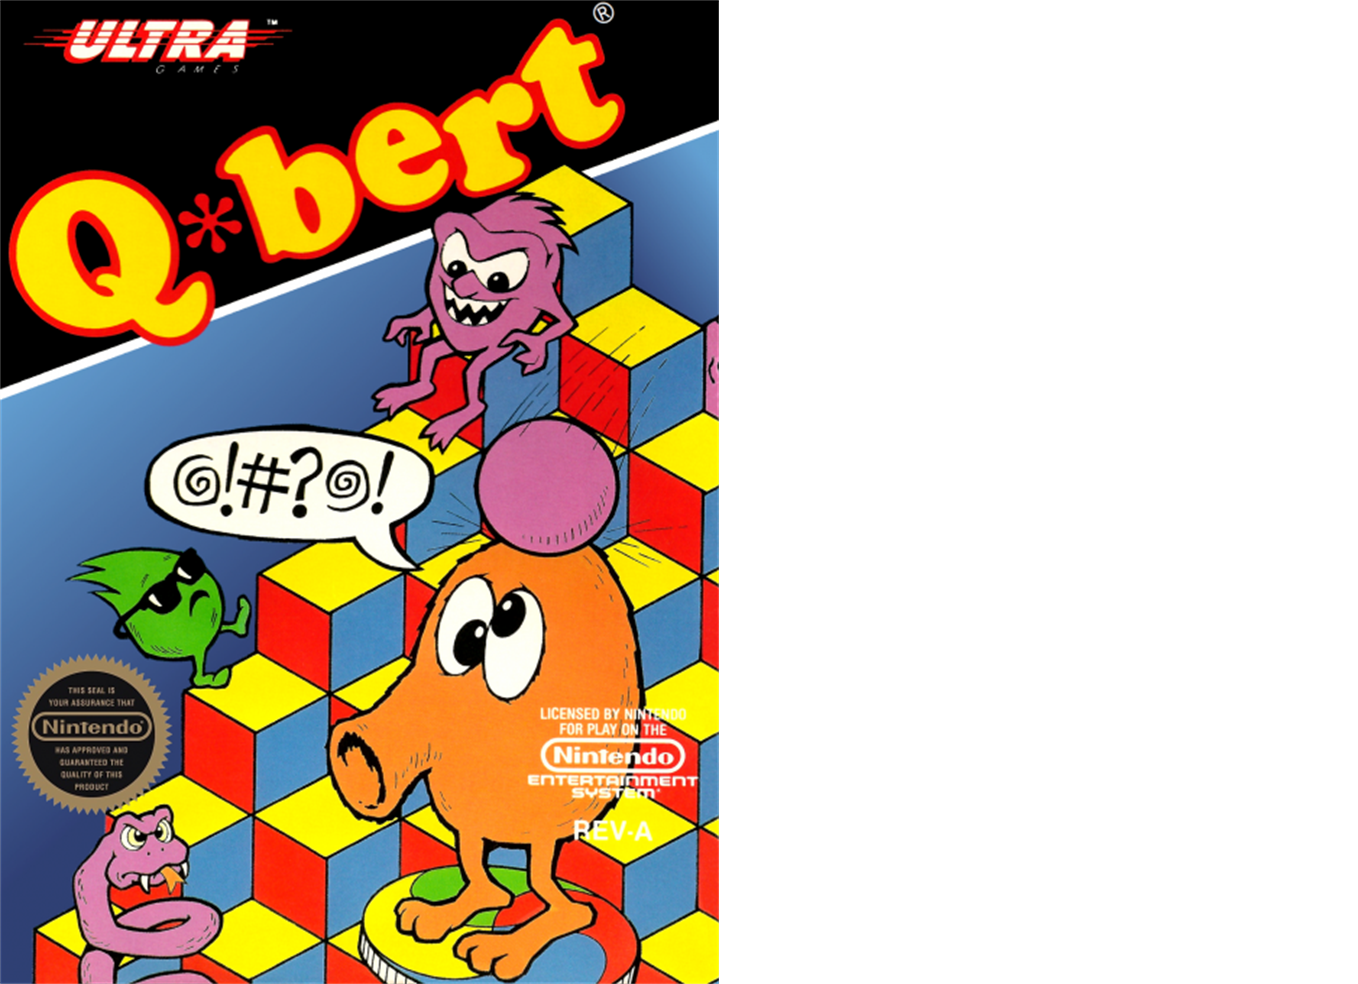 ULTRA™
GAMES
Q*bert®
@!#?@!
THIS SEAL IS
YOUR ASSURANCE THAT
Nintendo®
HAS APPROVED AND
GUARANTEED THE
QUALITY OF THIS
PRODUCT
LICENSED BY NINTENDO
FOR PLAY ON THE
Nintendo
ENTERTAINMENT
SYSTEM®
REV-A